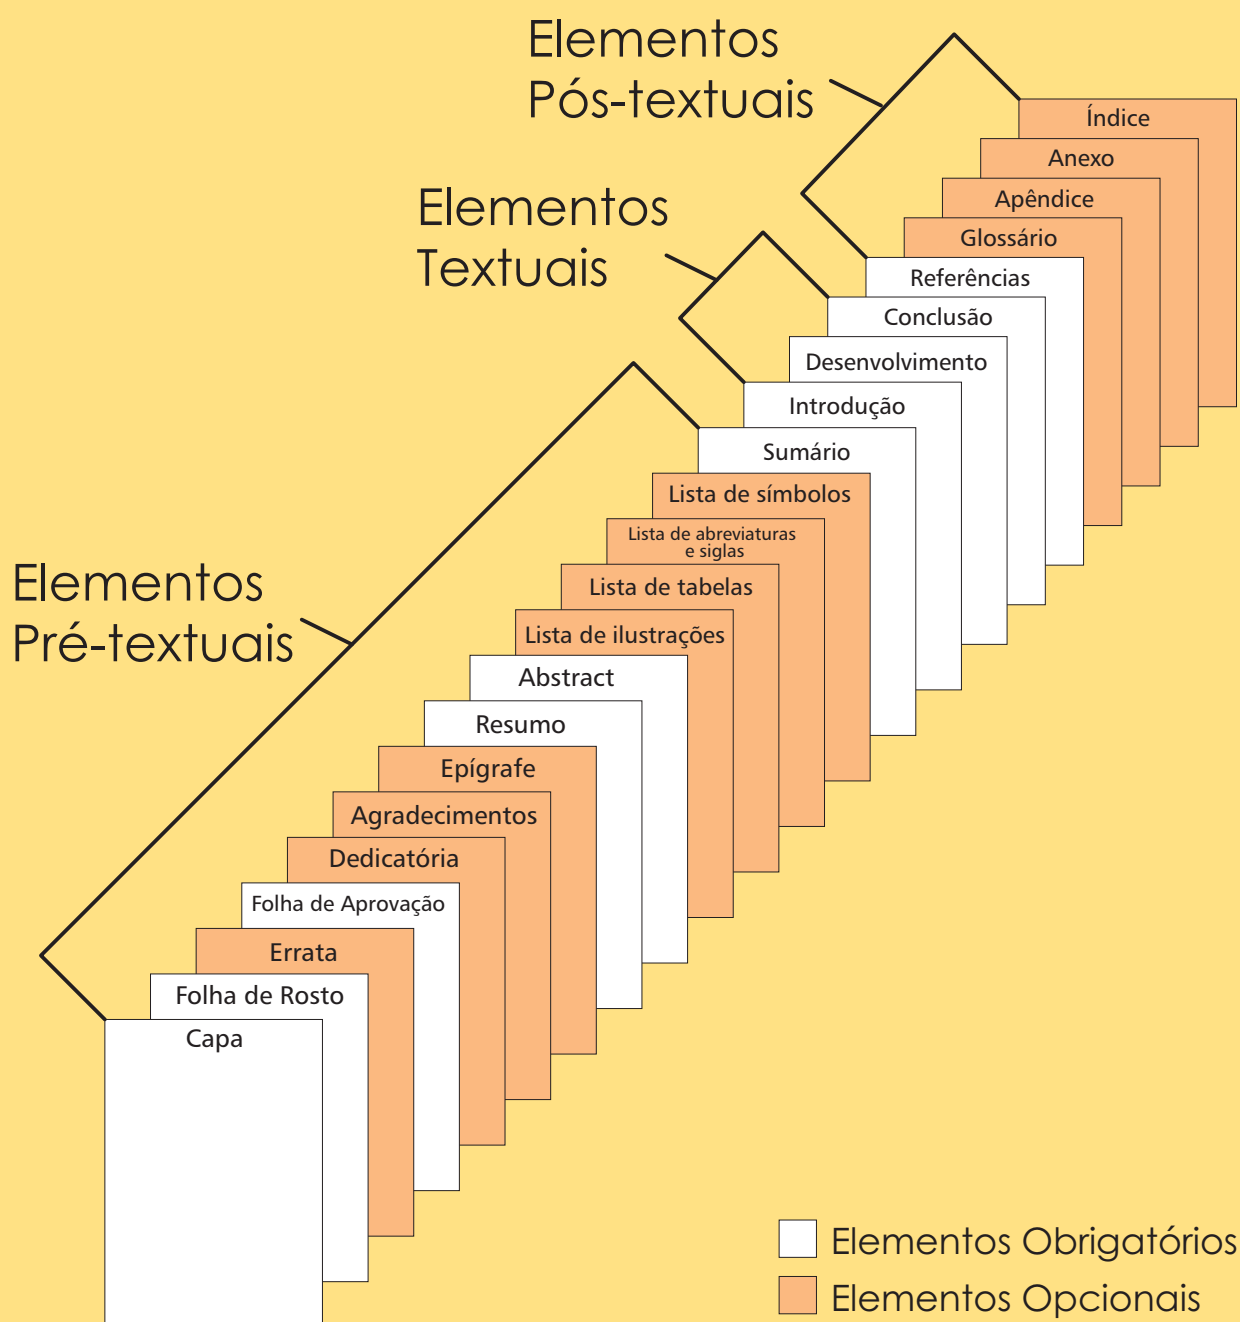 Elementos
Pós-textuais
Índice
Anexo
Apêndice
Glossário
Referências
Elementos
Textuais
Conclusão
Desenvolvimento
Introdução
Sumário
Lista de símbolos
Lista de abreviaturas
e siglas
Lista de tabelas
Lista de ilustrações
Elementos
Pré-textuais
Abstract
Resumo
Epígrafe
Agradecimentos
Dedicatória
Folha de Aprovação
Errata
Folha de Rosto
Capa
Elementos Obrigatórios
Elementos Opcionais